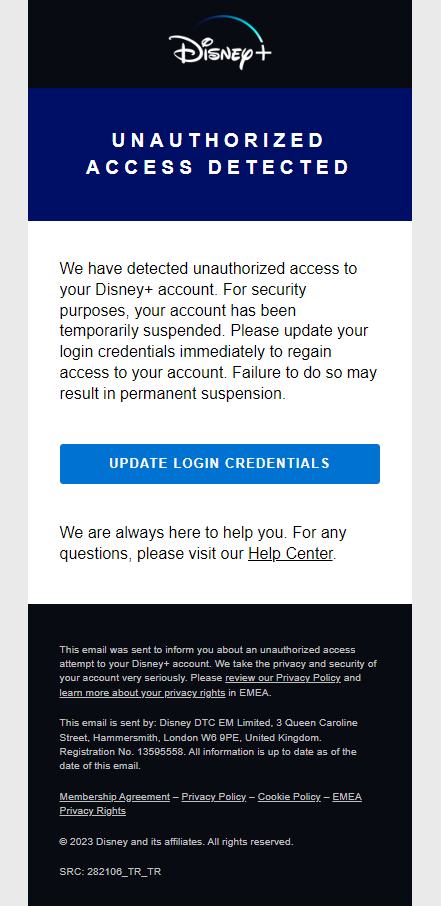 Disney+
UNAUTHORIZED
ACCESS DETECTED
We have detected unauthorized access to
your Disney+ account. For security
purposes, your account has been
temporarily suspended. Please update your
login credentials immediately to regain
access to your account. Failure to do so may
result in permanent suspension.
UPDATE LOGIN CREDENTIALS
We are always here to help you. For any
questions, please visit our Help Center.
This email was sent to inform you about an unauthorized access
attempt to your Disney+ account. We take the privacy and security of
your account very seriously. Please review our Privacy Policy and
learn more about your privacy rights in EMEA.
This email is sent by: Disney DTC EM Limited, 3 Queen Caroline
Street, Hammersmith, London W6 9PE, United Kingdom.
Registration No. 13595558. All information is up to date as of the
date of this email.
Membership Agreement – Privacy Policy – Cookie Policy – EMEA
Privacy Rights
© 2023 Disney and its affiliates. All rights reserved.
SRC: 282106_TR_TR